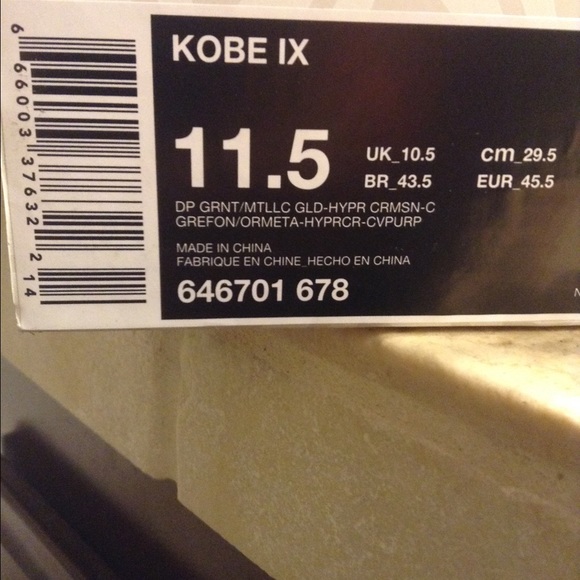 KOBE IX
11.5
UK_10.5 cm_29.5
BR_43.5 EUR_45.5
DP GRNT/MTLLC GLD-HYPR CRMSN-C
GREFON/ORMETA-HYPRCR-CVPURP
MADE IN CHINA
FABRIQUE EN CHINE_HECHO EN CHINA
646701 678
6 66003 37632 2 14